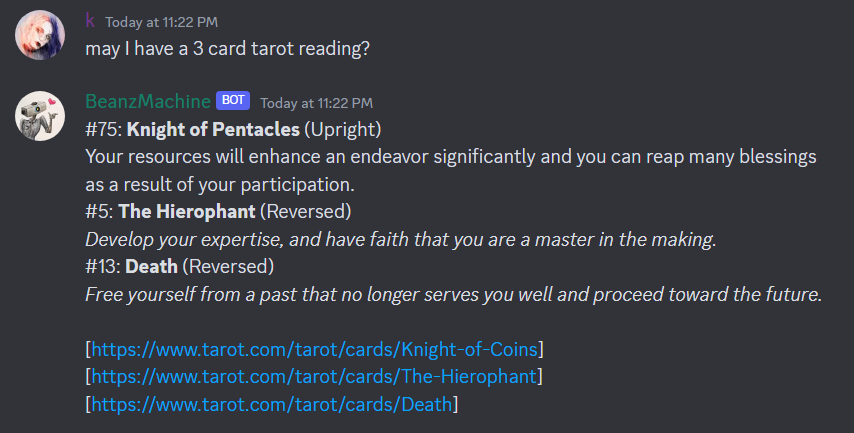 k Today at 11:22 PM
may I have a 3 card tarot reading?
BeanzMachine BOT Today at 11:22 PM
#75: Knight of Pentacles (Upright)
Your resources will enhance an endeavor significantly and you can reap many blessings
as a result of your participation.
#5: The Hierophant (Reversed)
Develop your expertise, and have faith that you are a master in the making.
#13: Death (Reversed)
Free yourself from a past that no longer serves you well and proceed toward the future.
[https://www.tarot.com/tarot/cards/Knight-of-Coins]
[https://www.tarot.com/tarot/cards/The-Hierophant]
[https://www.tarot.com/tarot/cards/Death]